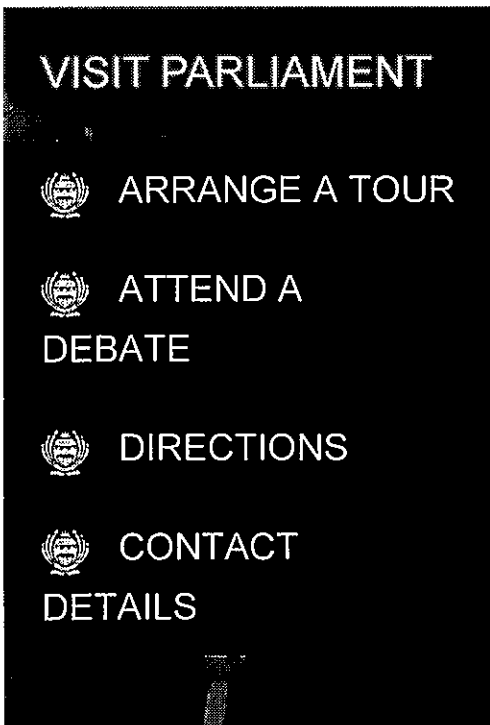 VISIT PARLIAMENT
ARRANGE A TOUR
ATTEND A
DEBATE
DIRECTIONS
CONTACT
DETAILS